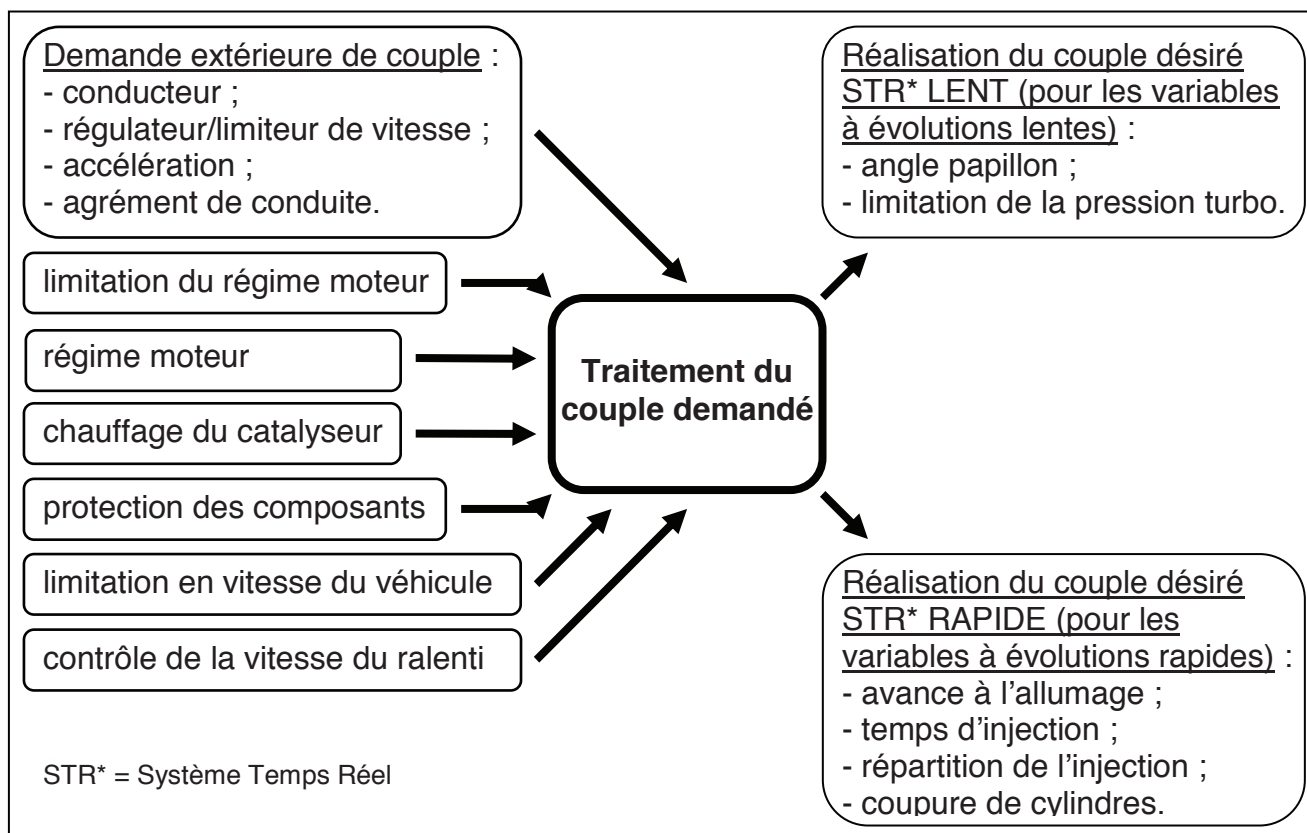 Demande extérieure de couple :
- conducteur ;
- régulateur/limiteur de vitesse ;
- accélération ;
- agrément de conduite.
limitation du régime moteur
régime moteur
chauffage du catalyseur
protection des composants
limitation en vitesse du véhicule
contrôle de la vitesse du ralenti
STR* = Système Temps Réel
Traitement du
couple demandé
Réalisation du couple désiré
STR* LENT (pour les variables
à évolutions lentes) :
- angle papillon ;
- limitation de la pression turbo.
Réalisation du couple désiré
STR* RAPIDE (pour les
variables à évolutions rapides) :
- avance à l’allumage ;
- temps d’injection ;
- répartition de l’injection ;
- coupure de cylindres.